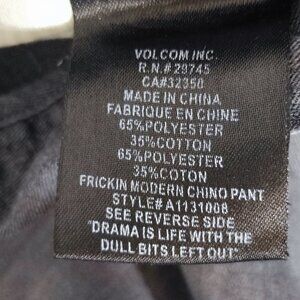 VOLCOM INC.
R.N.# 29745
CA#32350
MADE IN CHINA
FABRIQUE EN CHINE
65%POLYESTER
35%COTTON
65%POLYESTER
35%COTON
FRICKIN MODERN CHINO PANT
STYLE# A1131008
SEE REVERSE SIDE
"DRAMA IS LIFE WITH THE
DULL BITS LEFT OUT"